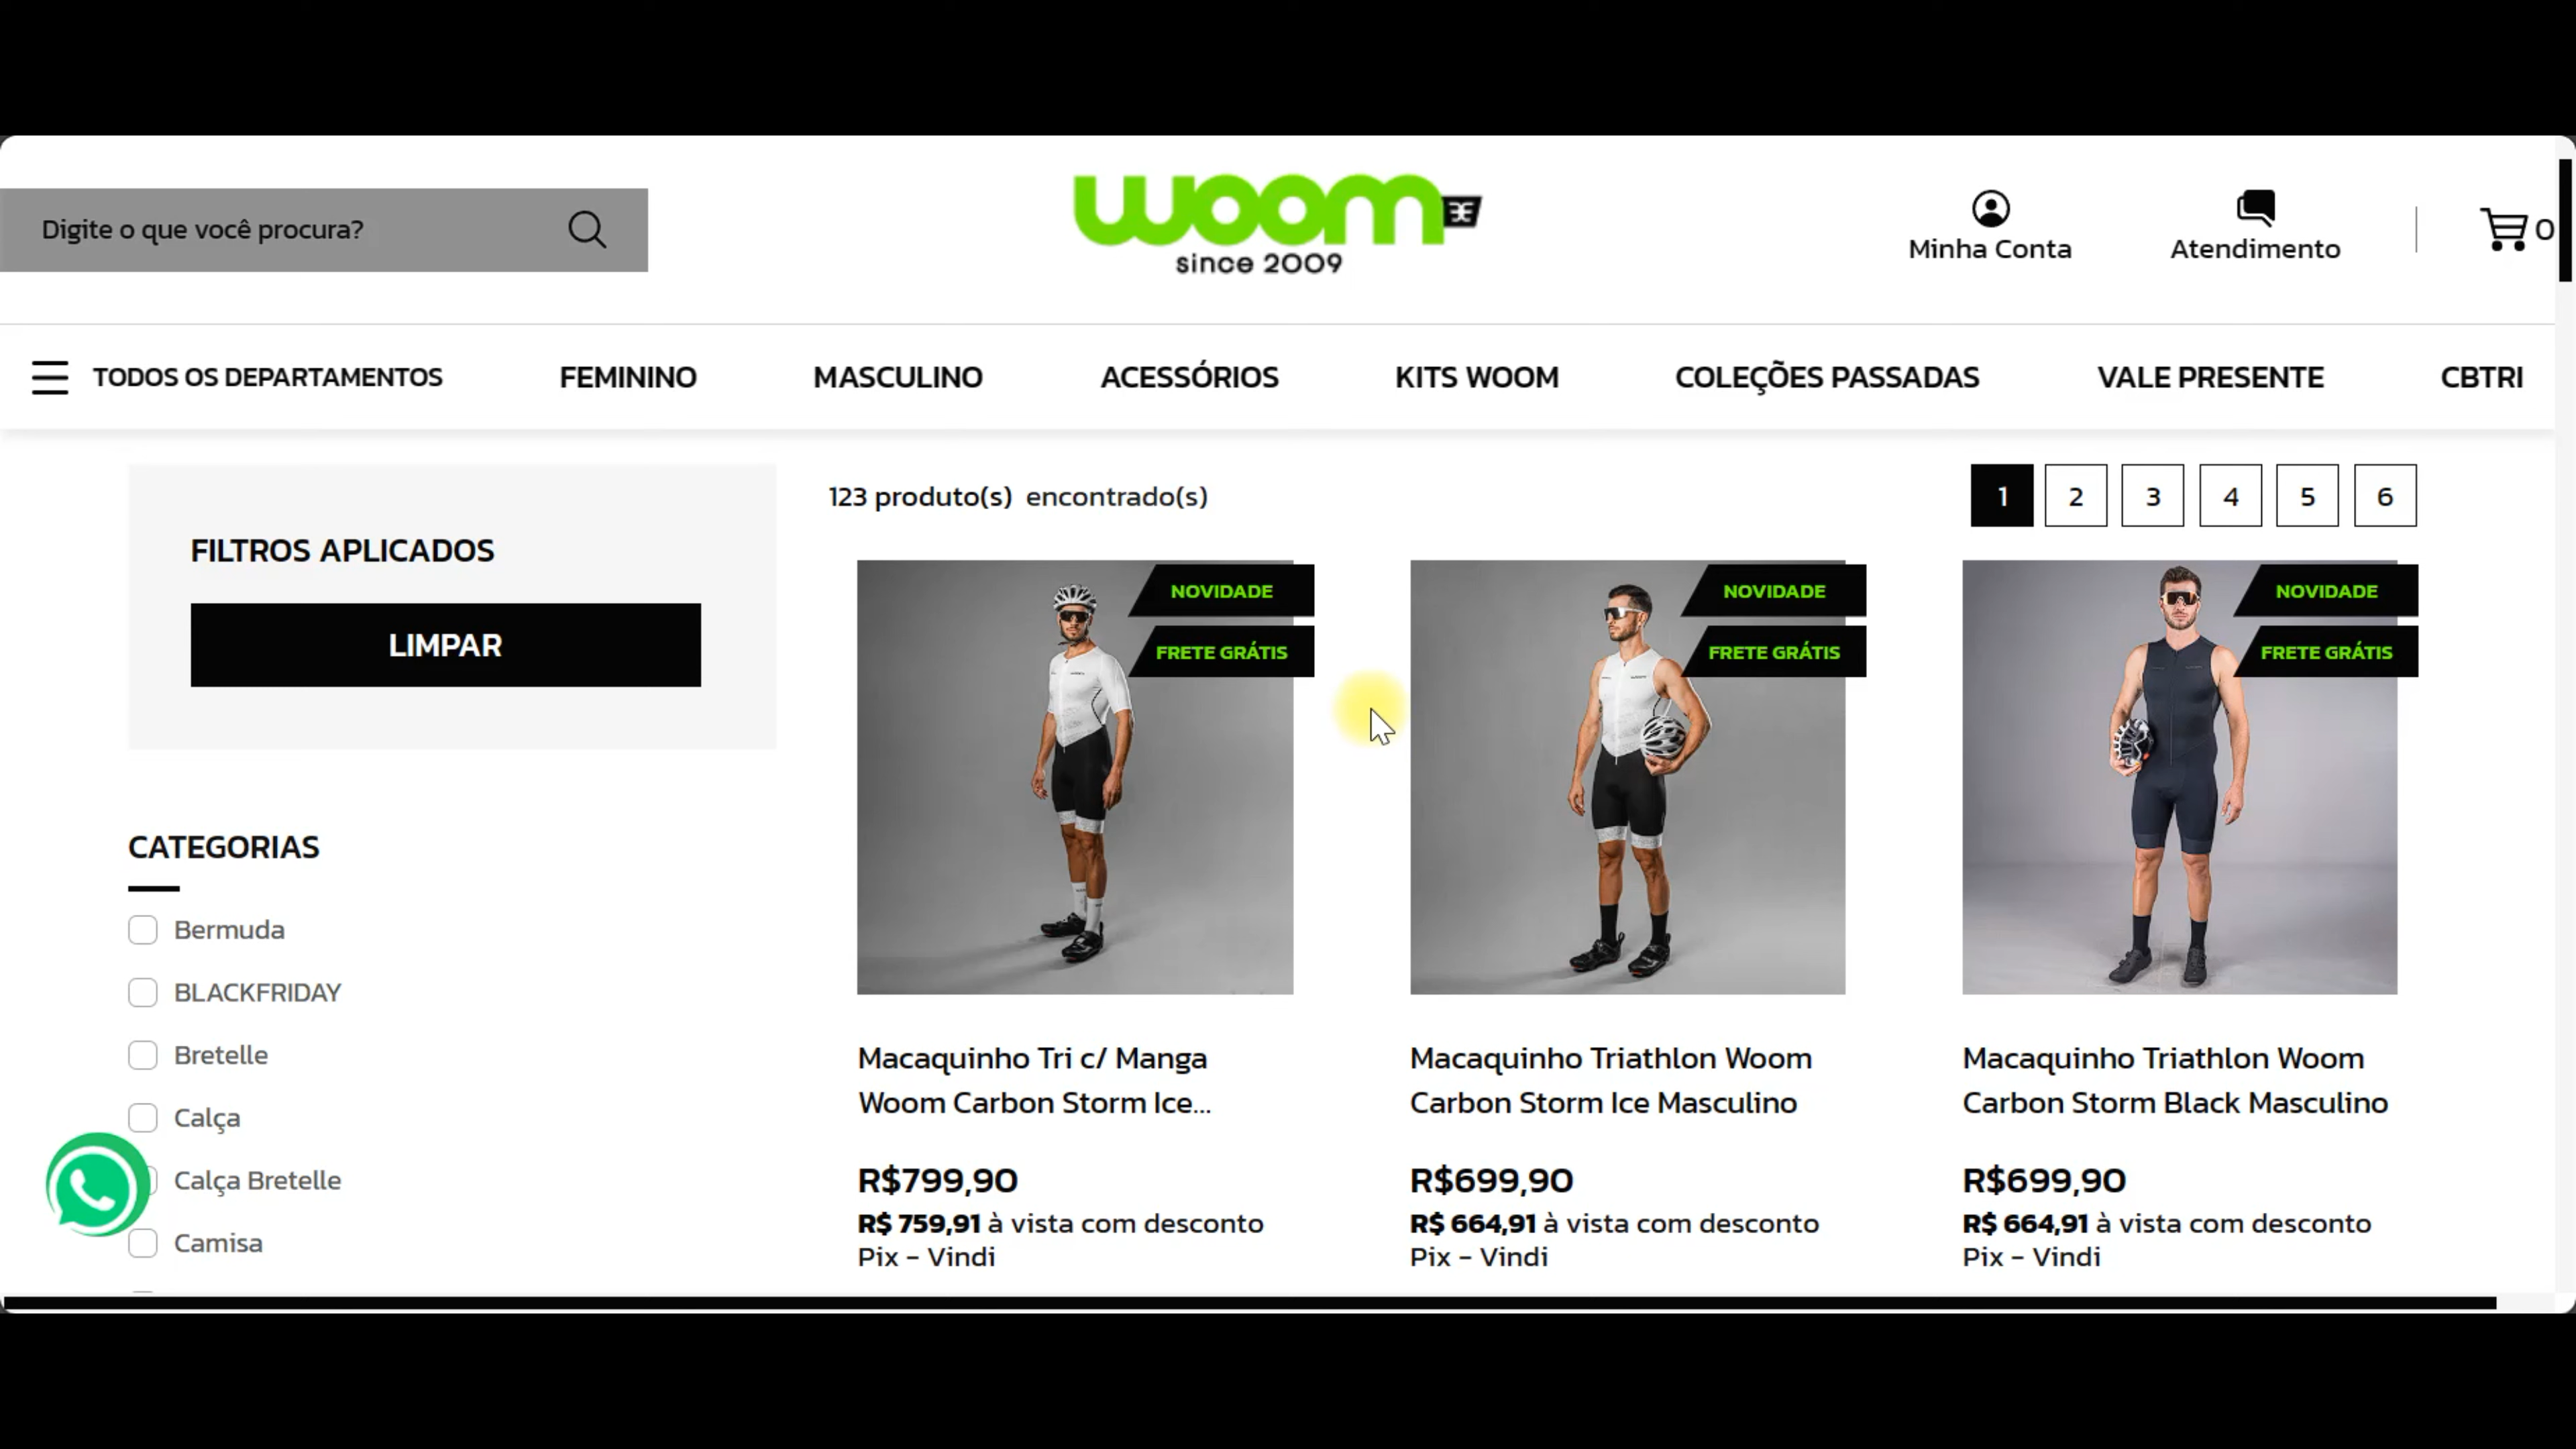 Digite o que você procura?
woom
since 2009
Minha Conta
Atendimento
0
TODOS OS DEPARTAMENTOS
FEMININO
MASCULINO
ACESSÓRIOS
KITS WOOM
COLEÇÕES PASSADAS
VALE PRESENTE
CBTRI
FILTROS APLICADOS
LIMPAR
CATEGORIAS
Bermuda
BLACKFRIDAY
Bretelle
Calça
Calça Bretelle
Camisa
123 produto(s) encontrado(s)
1 2 3 4 5 6
NOVIDADE
FRETE GRÁTIS
Macaquinho Tri c/ Manga
Woom Carbon Storm Ice...
R$799,90
R$ 759,91 à vista com desconto
Pix - Vindi
NOVIDADE
FRETE GRÁTIS
Macaquinho Triathlon Woom
Carbon Storm Ice Masculino
R$699,90
R$ 664,91 à vista com desconto
Pix - Vindi
NOVIDADE
FRETE GRÁTIS
Macaquinho Triathlon Woom
Carbon Storm Black Masculino
R$699,90
R$ 664,91 à vista com desconto
Pix - Vindi